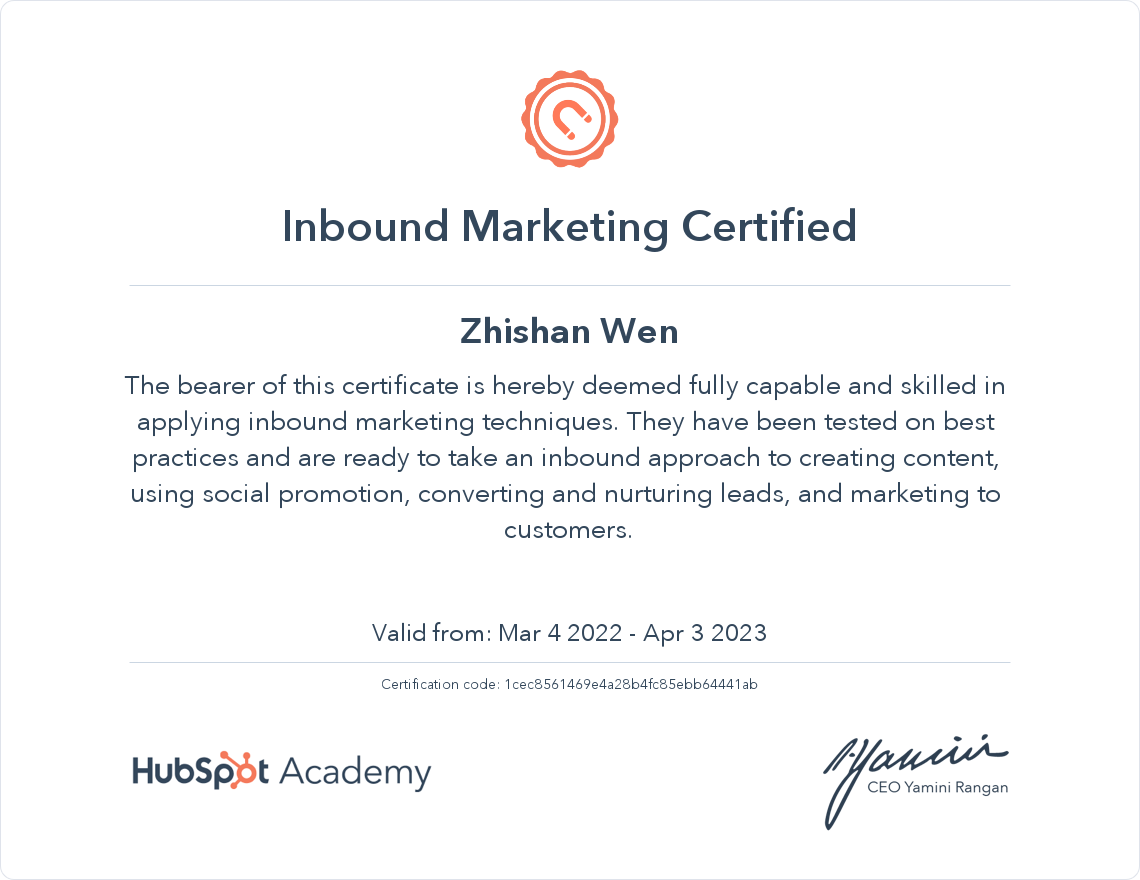 Inbound Marketing Certified
Zhishan Wen
The bearer of this certificate is hereby deemed fully capable and skilled in
applying inbound marketing techniques. They have been tested on best
practices and are ready to take an inbound approach to creating content,
using social promotion, converting and nurturing leads, and marketing to
customers.
Valid from: Mar 4 2022 - Apr 3 2023
Certification code: 1cec8561469e4a28b4fc85ebb64441ab
HubSpot Academy
Yamini
CEO Yamini Rangan